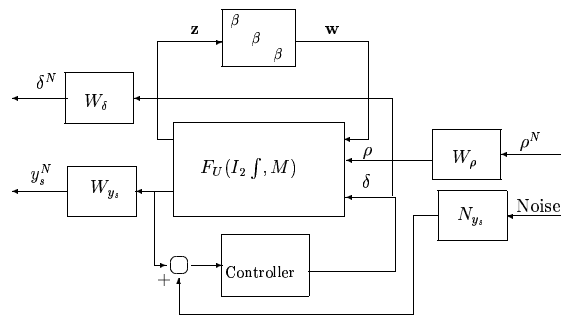 z
β
β
β
w
δ^N
W_δ
y_s^N
W_{y_s}
F_U(I_2 ∫, M)
ρ
δ
W_ρ
ρ^N
N_{y_s}
Noise
+
Controller